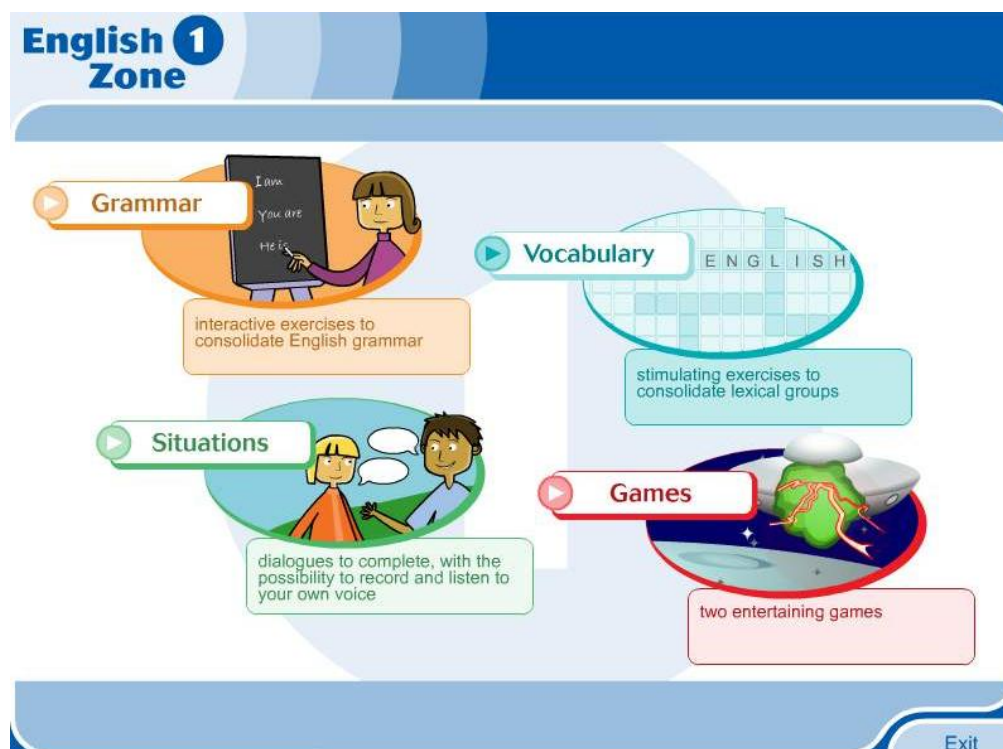 English 1
Zone
Grammar
I am
You are
He is
interactive exercises to
consolidate English grammar
Vocabulary
ENGLISH
stimulating exercises to
consolidate lexical groups
Situations
dialogues to complete, with the
possibility to record and listen to
your own voice
Games
two entertaining games
Exit